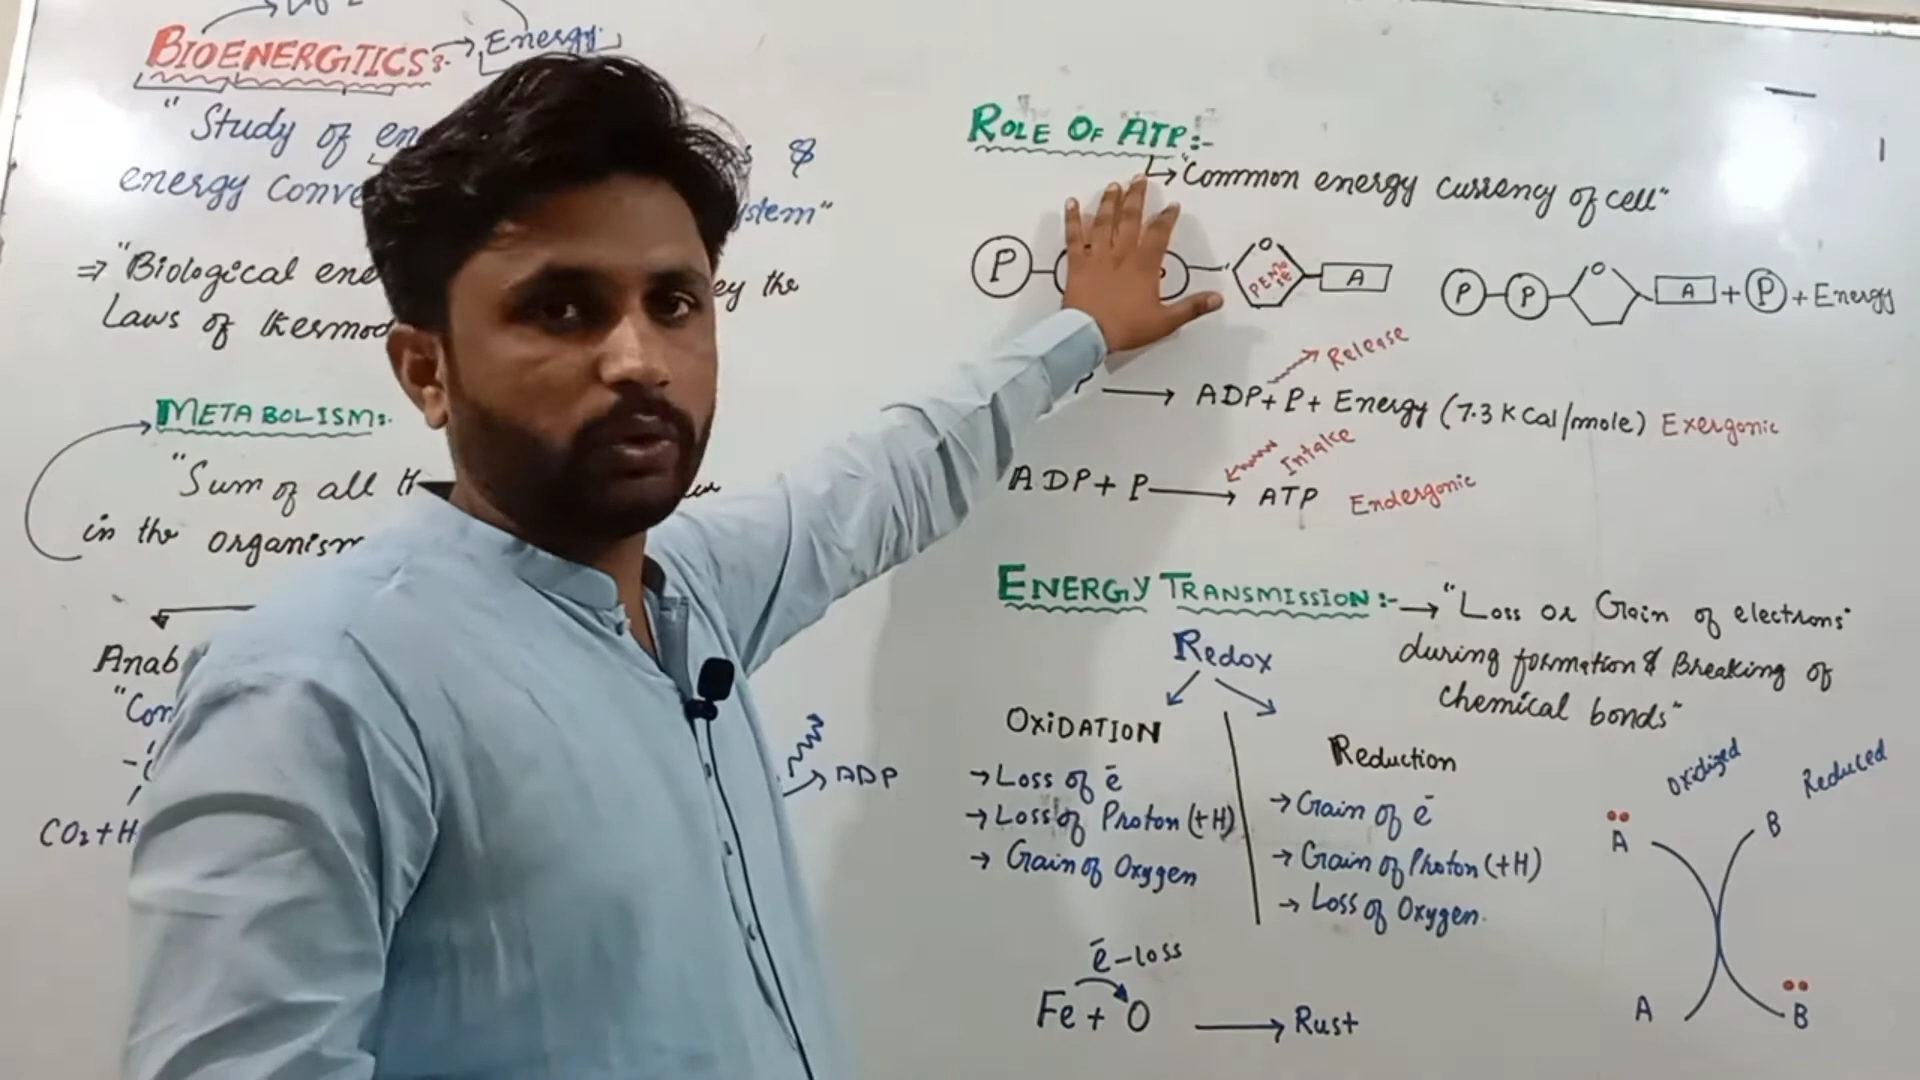 BIOENERGITICS:- → Energy
"Study of en s &
energy Conve ystem"
⇒ "Biological ene ey the
Laws of thermod
METABOLISM:-
"Sum of all
in the organism
Anab
"Con
CO₂+H
ADP
ROLE OF ATP:-
"Common energy currency of cell"
P P O PENTOSE A
P P O A + P + Energy
Release
P → ADP+P+Energy (7.3 KCal/mole) Exergonic
Intake
ADP+P → ATP Endergonic
ENERGY TRANSMISSION:- → "Loss or Gain of electrons
during formation & Breaking of
chemical bonds"
Redox
OXiDATION
→ Loss of ē
→ Loss of Proton (+H)
→ Gain of Oxygen
Reduction
→ Gain of ē
→ Gain of Proton (+H)
→ Loss of Oxygen.
ē-loss
Fe + O → Rust
Oxidized Reduced
A B
A B